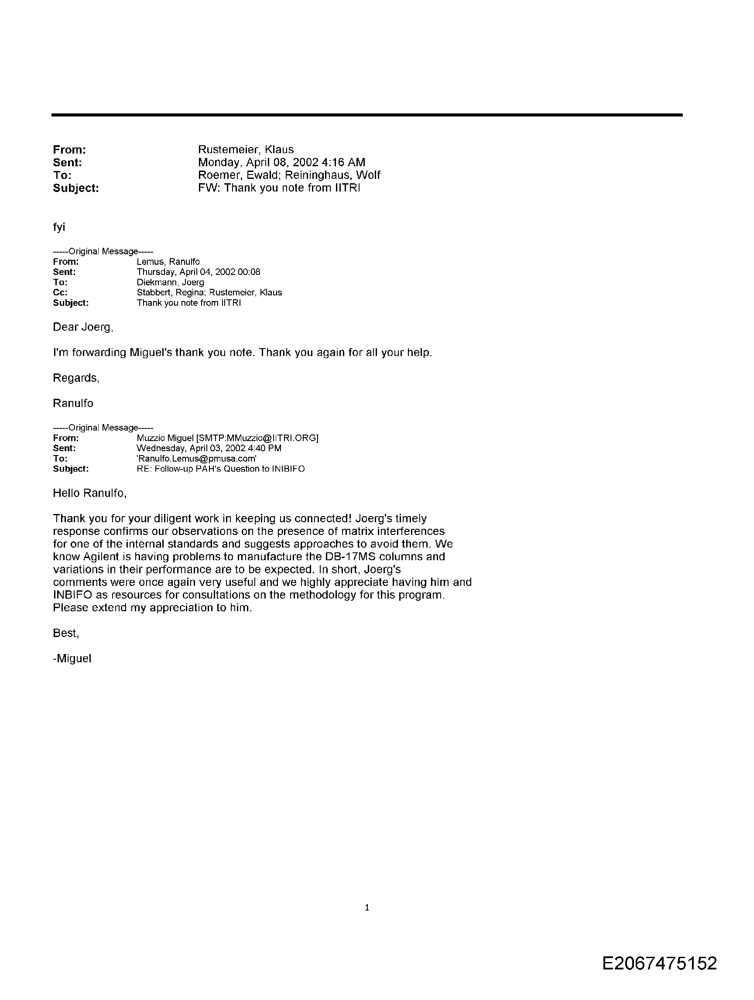 From: Rustemeier, Klaus
Sent: Monday, April 08, 2002 4:16 AM
To: Roemer, Ewald; Reininghaus, Wolf
Subject: FW: Thank you note from IITRI
fyi
-----Original Message-----
From: Lemus, Ranulfo
Sent: Thursday, April 04, 2002 00:08
To: Diekmann, Joerg
Cc: Stabbert, Regina; Rustemeier, Klaus
Subject: Thank you note from IITRI
Dear Joerg,
I'm forwarding Miguel's thank you note. Thank you again for all your help.
Regards,
Ranulfo
-----Original Message-----
From: Muzzio Miguel [SMTP:MMuzzio@IITRI.ORG]
Sent: Wednesday, April 03, 2002 4:40 PM
To: 'Ranulfo.Lemus@pmusa.com'
Subject: RE: Follow-up PAH's Question to INIBIFO
Hello Ranulfo,
Thank you for your diligent work in keeping us connected! Joerg's timely
response confirms our observations on the presence of matrix interferences
for one of the internal standards and suggests approaches to avoid them. We
know Agilent is having problems to manufacture the DB-17MS columns and
variations in their performance are to be expected. In short, Joerg's
comments were once again very useful and we highly appreciate having him and
INBIFO as resources for consultations on the methodology for this program.
Please extend my appreciation to him.
Best,
-Miguel
1
E2067475152